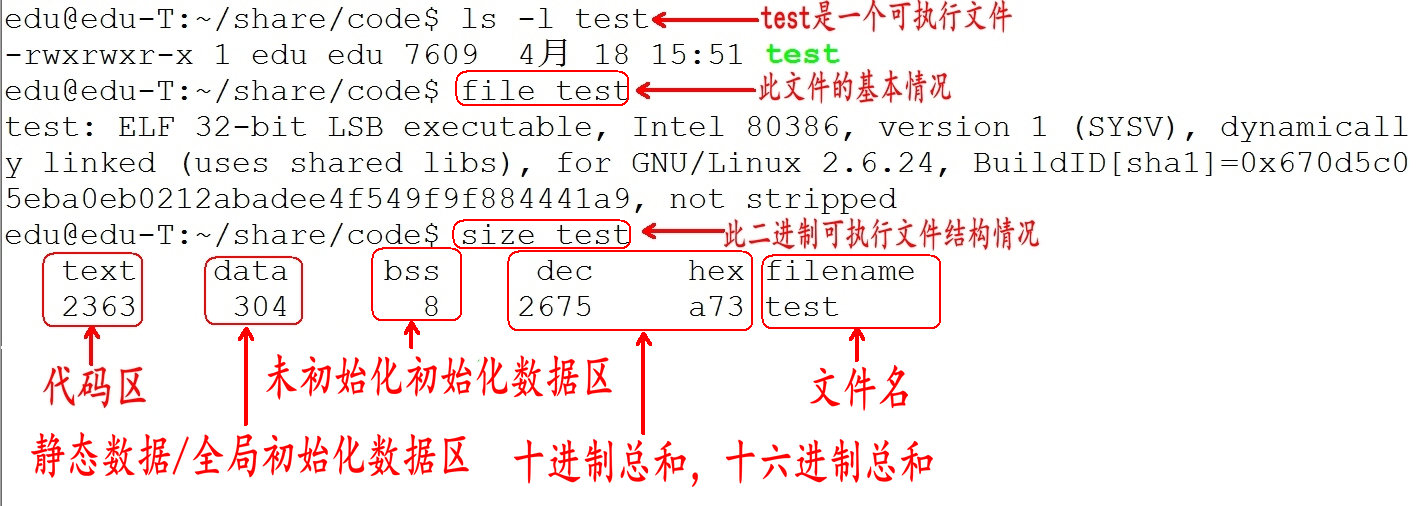 edu@edu-T:~/share/code$ ls -l test test是一个可执行文件
-rwxrwxr-x 1 edu edu 7609  4月 18 15:51 test
edu@edu-T:~/share/code$ file test 此文件的基本情况
test: ELF 32-bit LSB executable, Intel 80386, version 1 (SYSV), dynamicall
y linked (uses shared libs), for GNU/Linux 2.6.24, BuildID[sha1]=0x670d5c0
5eba0eb0212abadee4f549f9f884441a9, not stripped
edu@edu-T:~/share/code$ size test 此二进制可执行文件结构情况
text data bss dec hex filename
2363 304 8 2675 a73 test
代码区 未初始化初始化数据区 文件名
静态数据/全局初始化数据区 十进制总和，十六进制总和